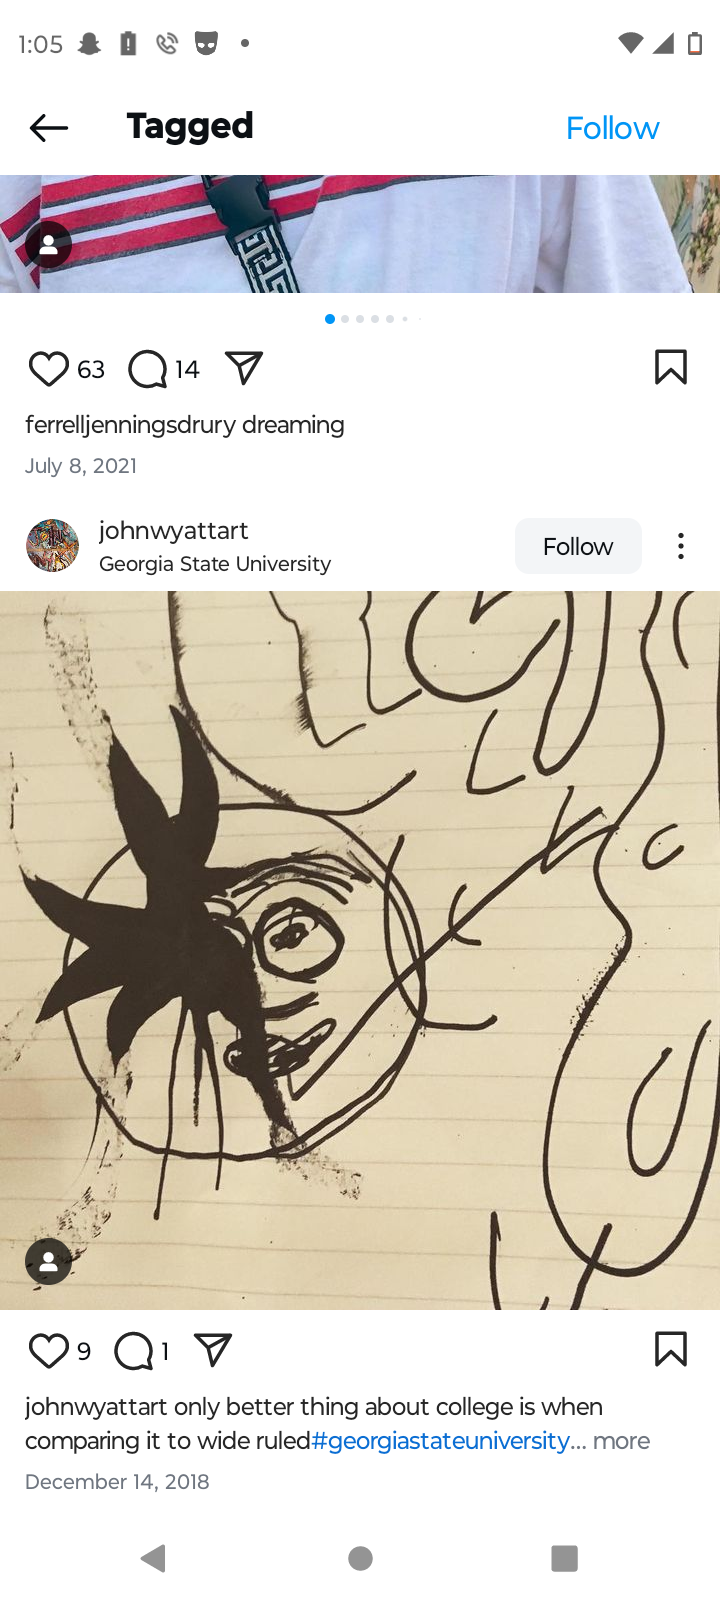 1:05
Tagged
Follow
63
14
ferrelljenningsdrury dreaming
July 8, 2021
johnwyattart
Georgia State University
Follow
9
1
johnwyattart only better thing about college is when
comparing it to wide ruled#georgiastateuniversity... more
December 14, 2018